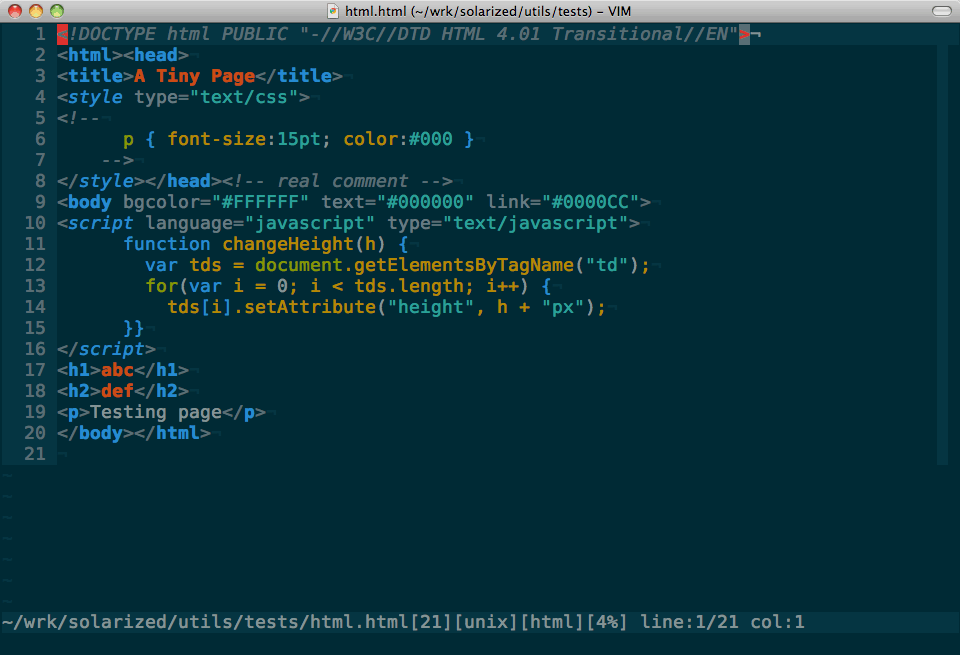 html.html (~/wrk/solarized/utils/tests) – VIM
1 <!DOCTYPE html PUBLIC "-//W3C//DTD HTML 4.01 Transitional//EN">¬
2 <html><head>¬
3 <title>A Tiny Page</title>¬
4 <style type="text/css">¬
5 <!--¬
6       p { font-size:15pt; color:#000 }¬
7     -->¬
8 </style></head><!-- real comment -->¬
9 <body bgcolor="#FFFFFF" text="#000000" link="#0000CC">¬
10 <script language="javascript" type="text/javascript">¬
11       function changeHeight(h) {¬
12         var tds = document.getElementsByTagName("td");¬
13         for(var i = 0; i < tds.length; i++) {¬
14           tds[i].setAttribute("height", h + "px");¬
15       }}¬
16 </script>¬
17 <h1>abc</h1>¬
18 <h2>def</h2>¬
19 <p>Testing page</p>¬
20 </body></html>¬
21 ¬
~
~
~
~
~
~
~
~/wrk/solarized/utils/tests/html.html[21][unix][html][4%] line:1/21 col:1